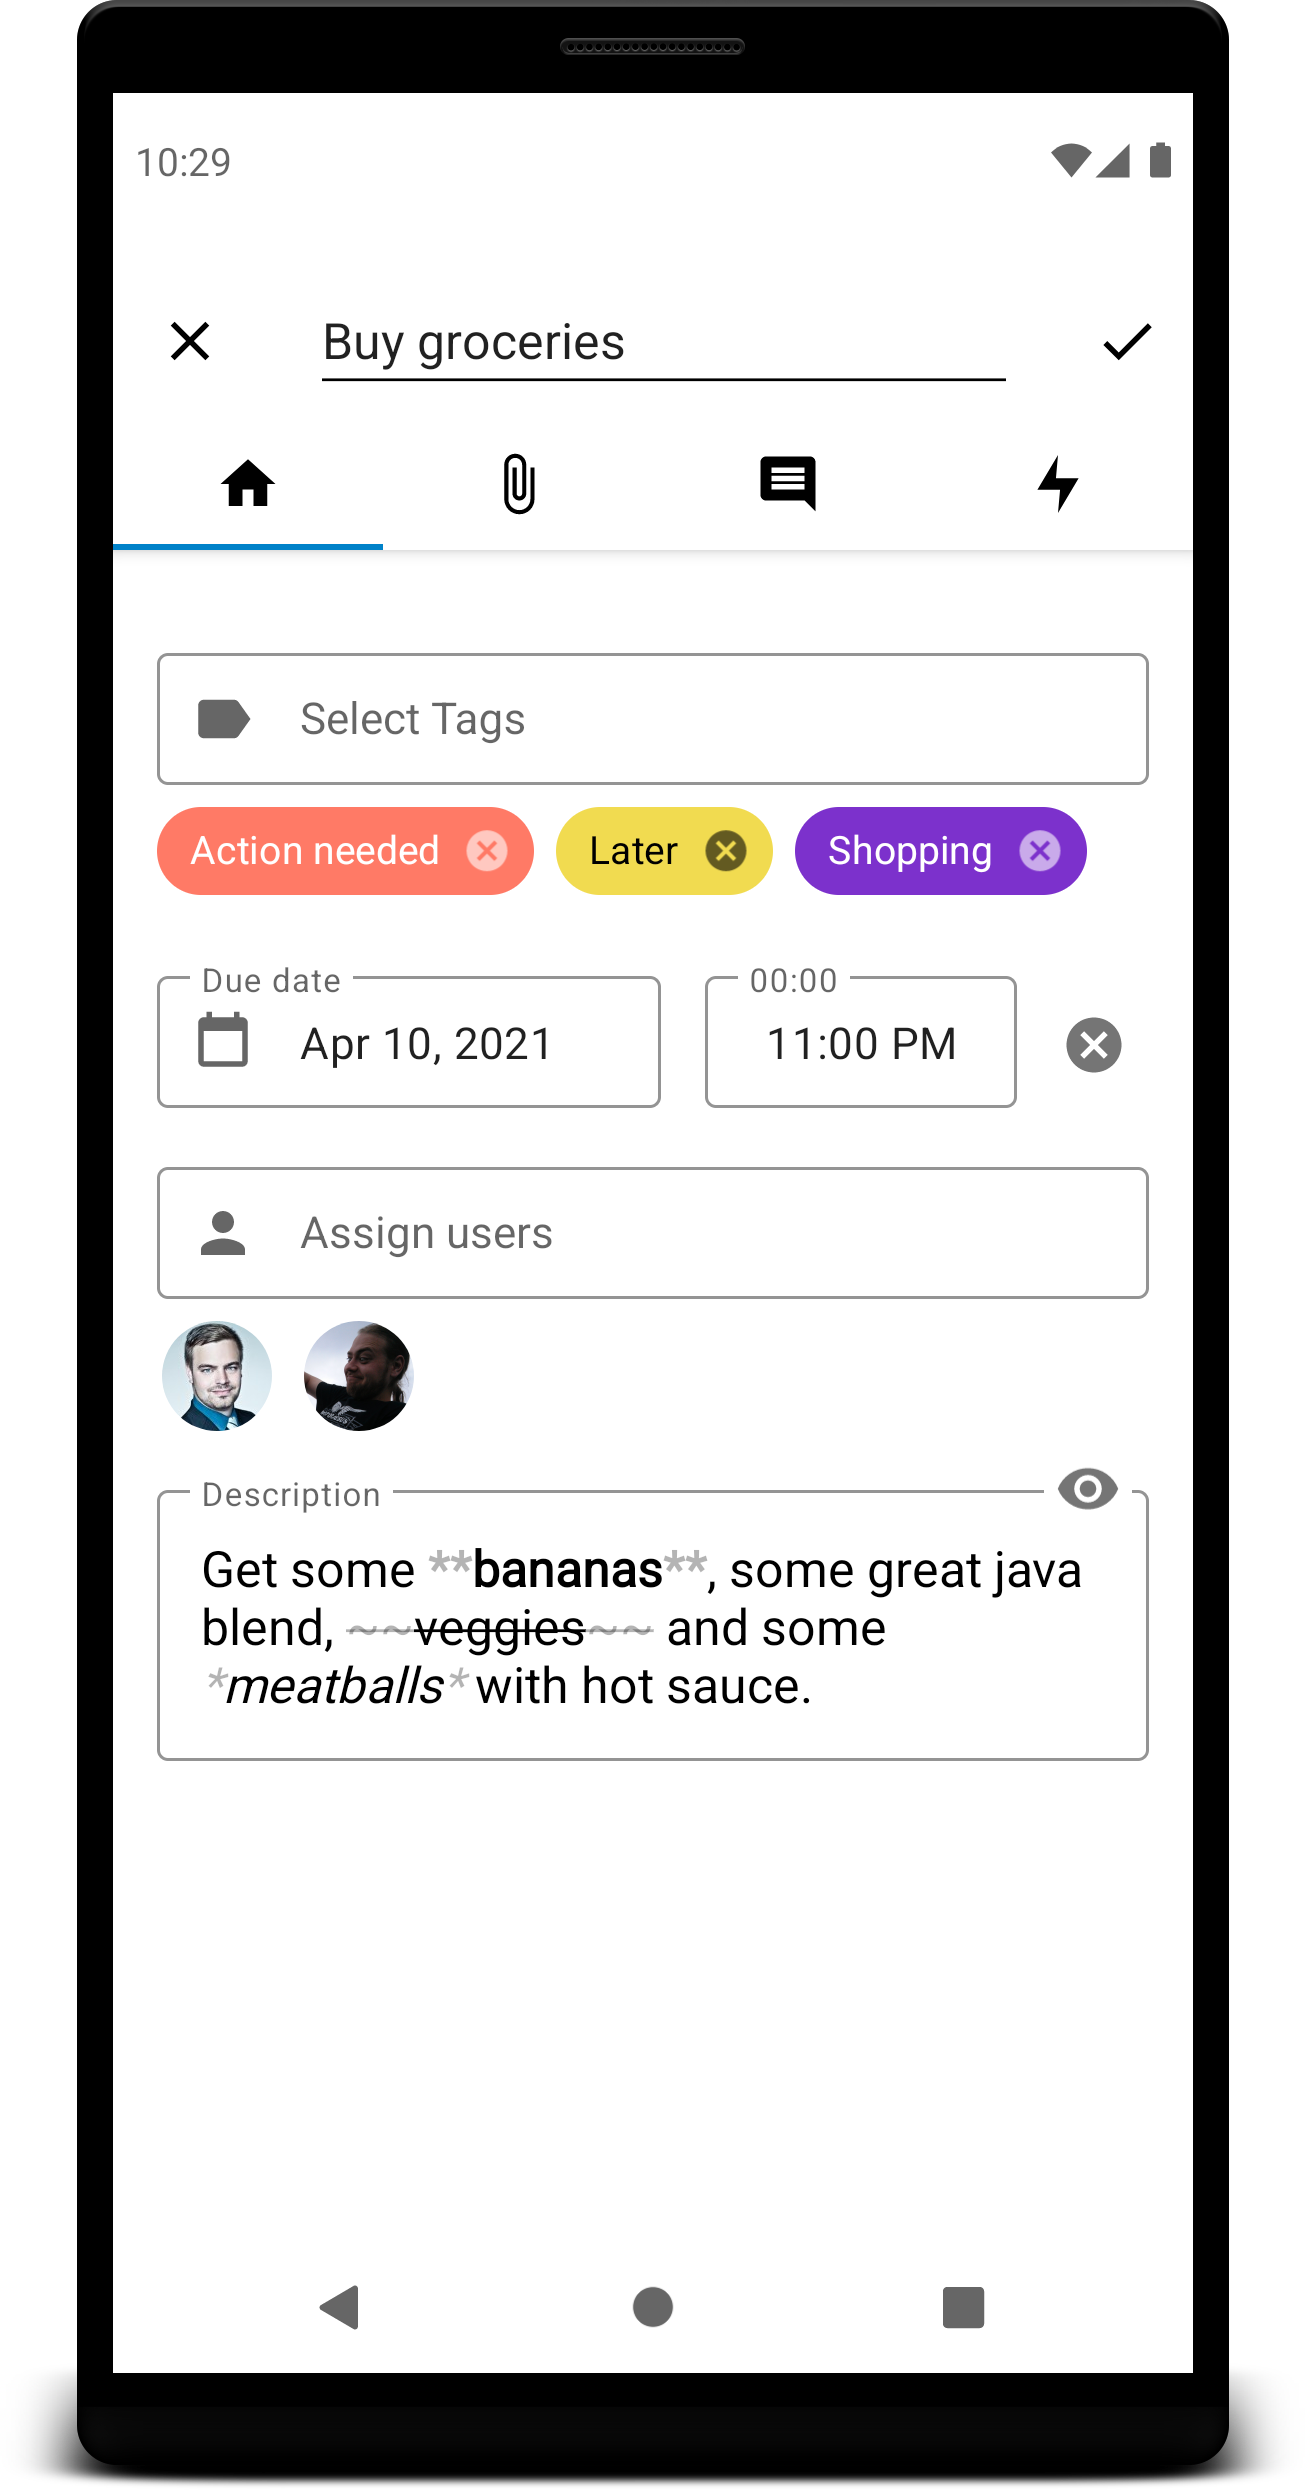 10:29
Buy groceries
Select Tags
Action needed Later Shopping
Due date 00:00
Apr 10, 2021 11:00 PM
Assign users
Description
Get some **bananas**, some great java
blend, ~~veggies~~ and some
*meatballs* with hot sauce.